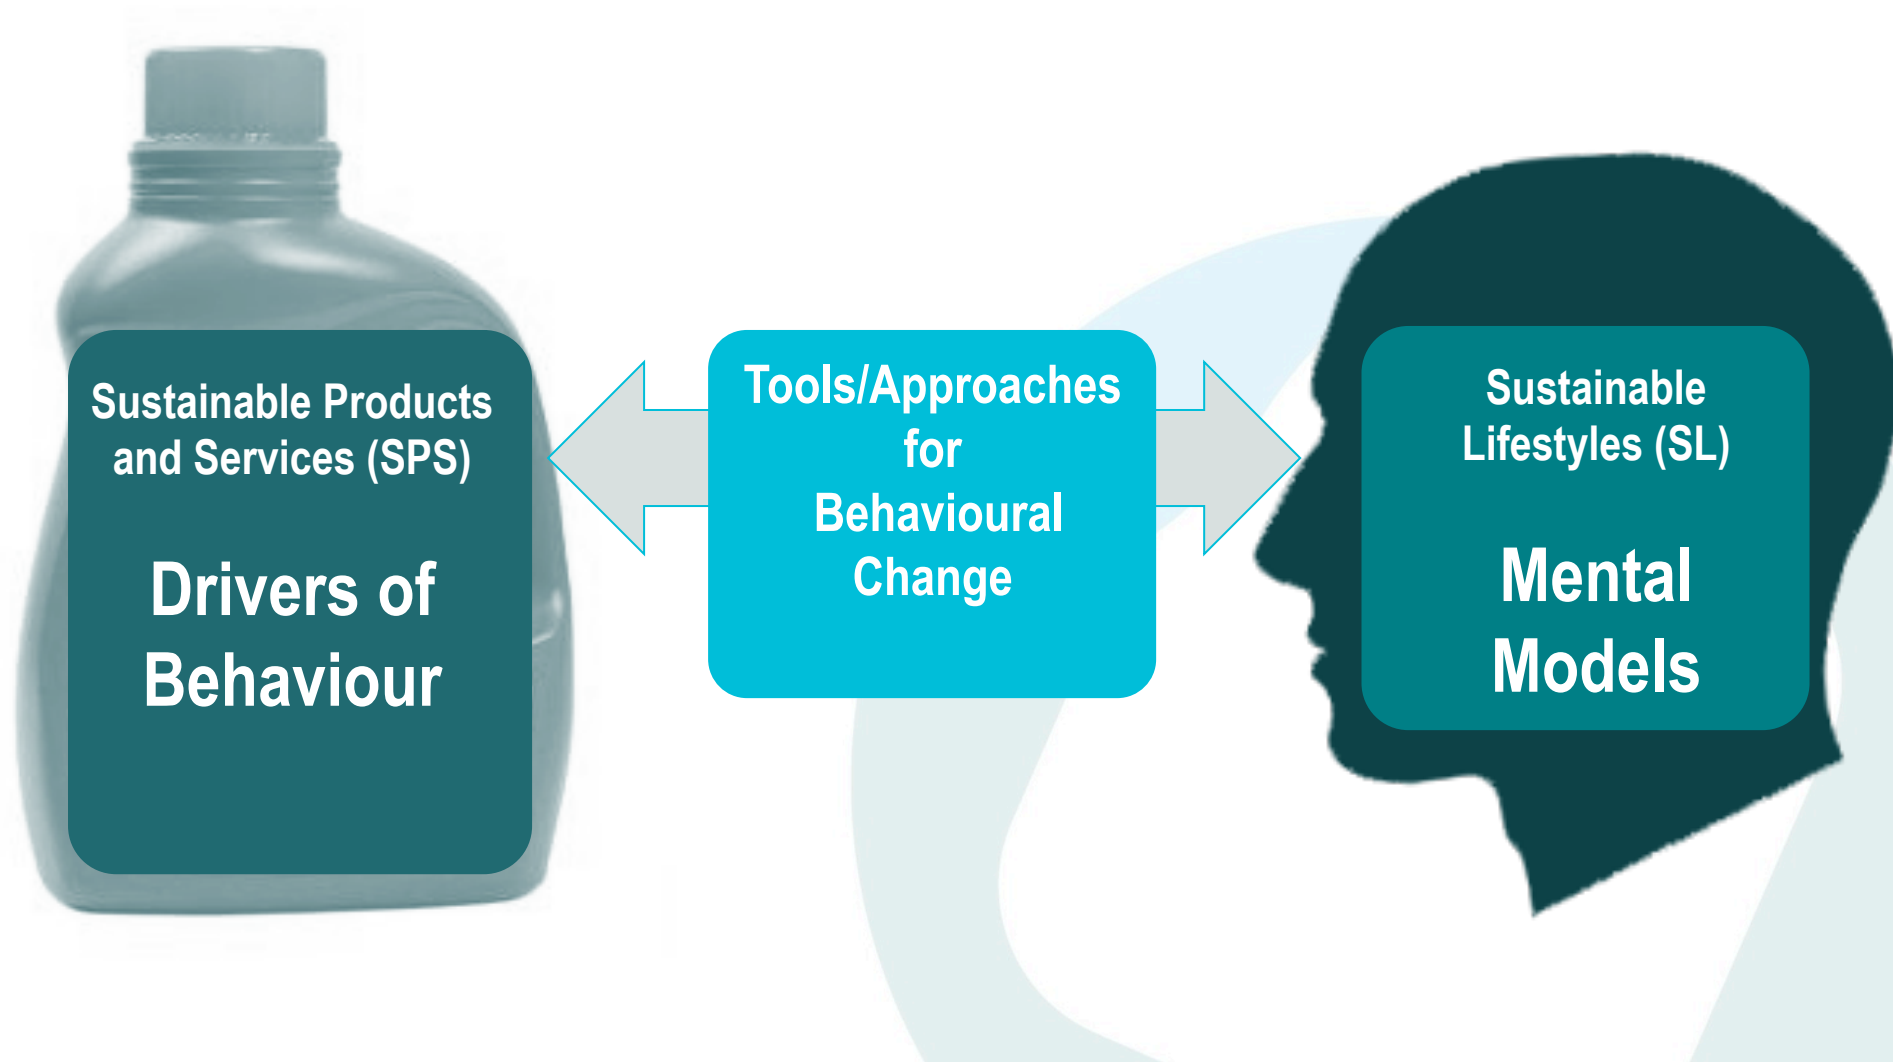 Sustainable Products
and Services (SPS)
Drivers of
Behaviour
Tools/Approaches
for
Behavioural
Change
Sustainable
Lifestyles (SL)
Mental
Models